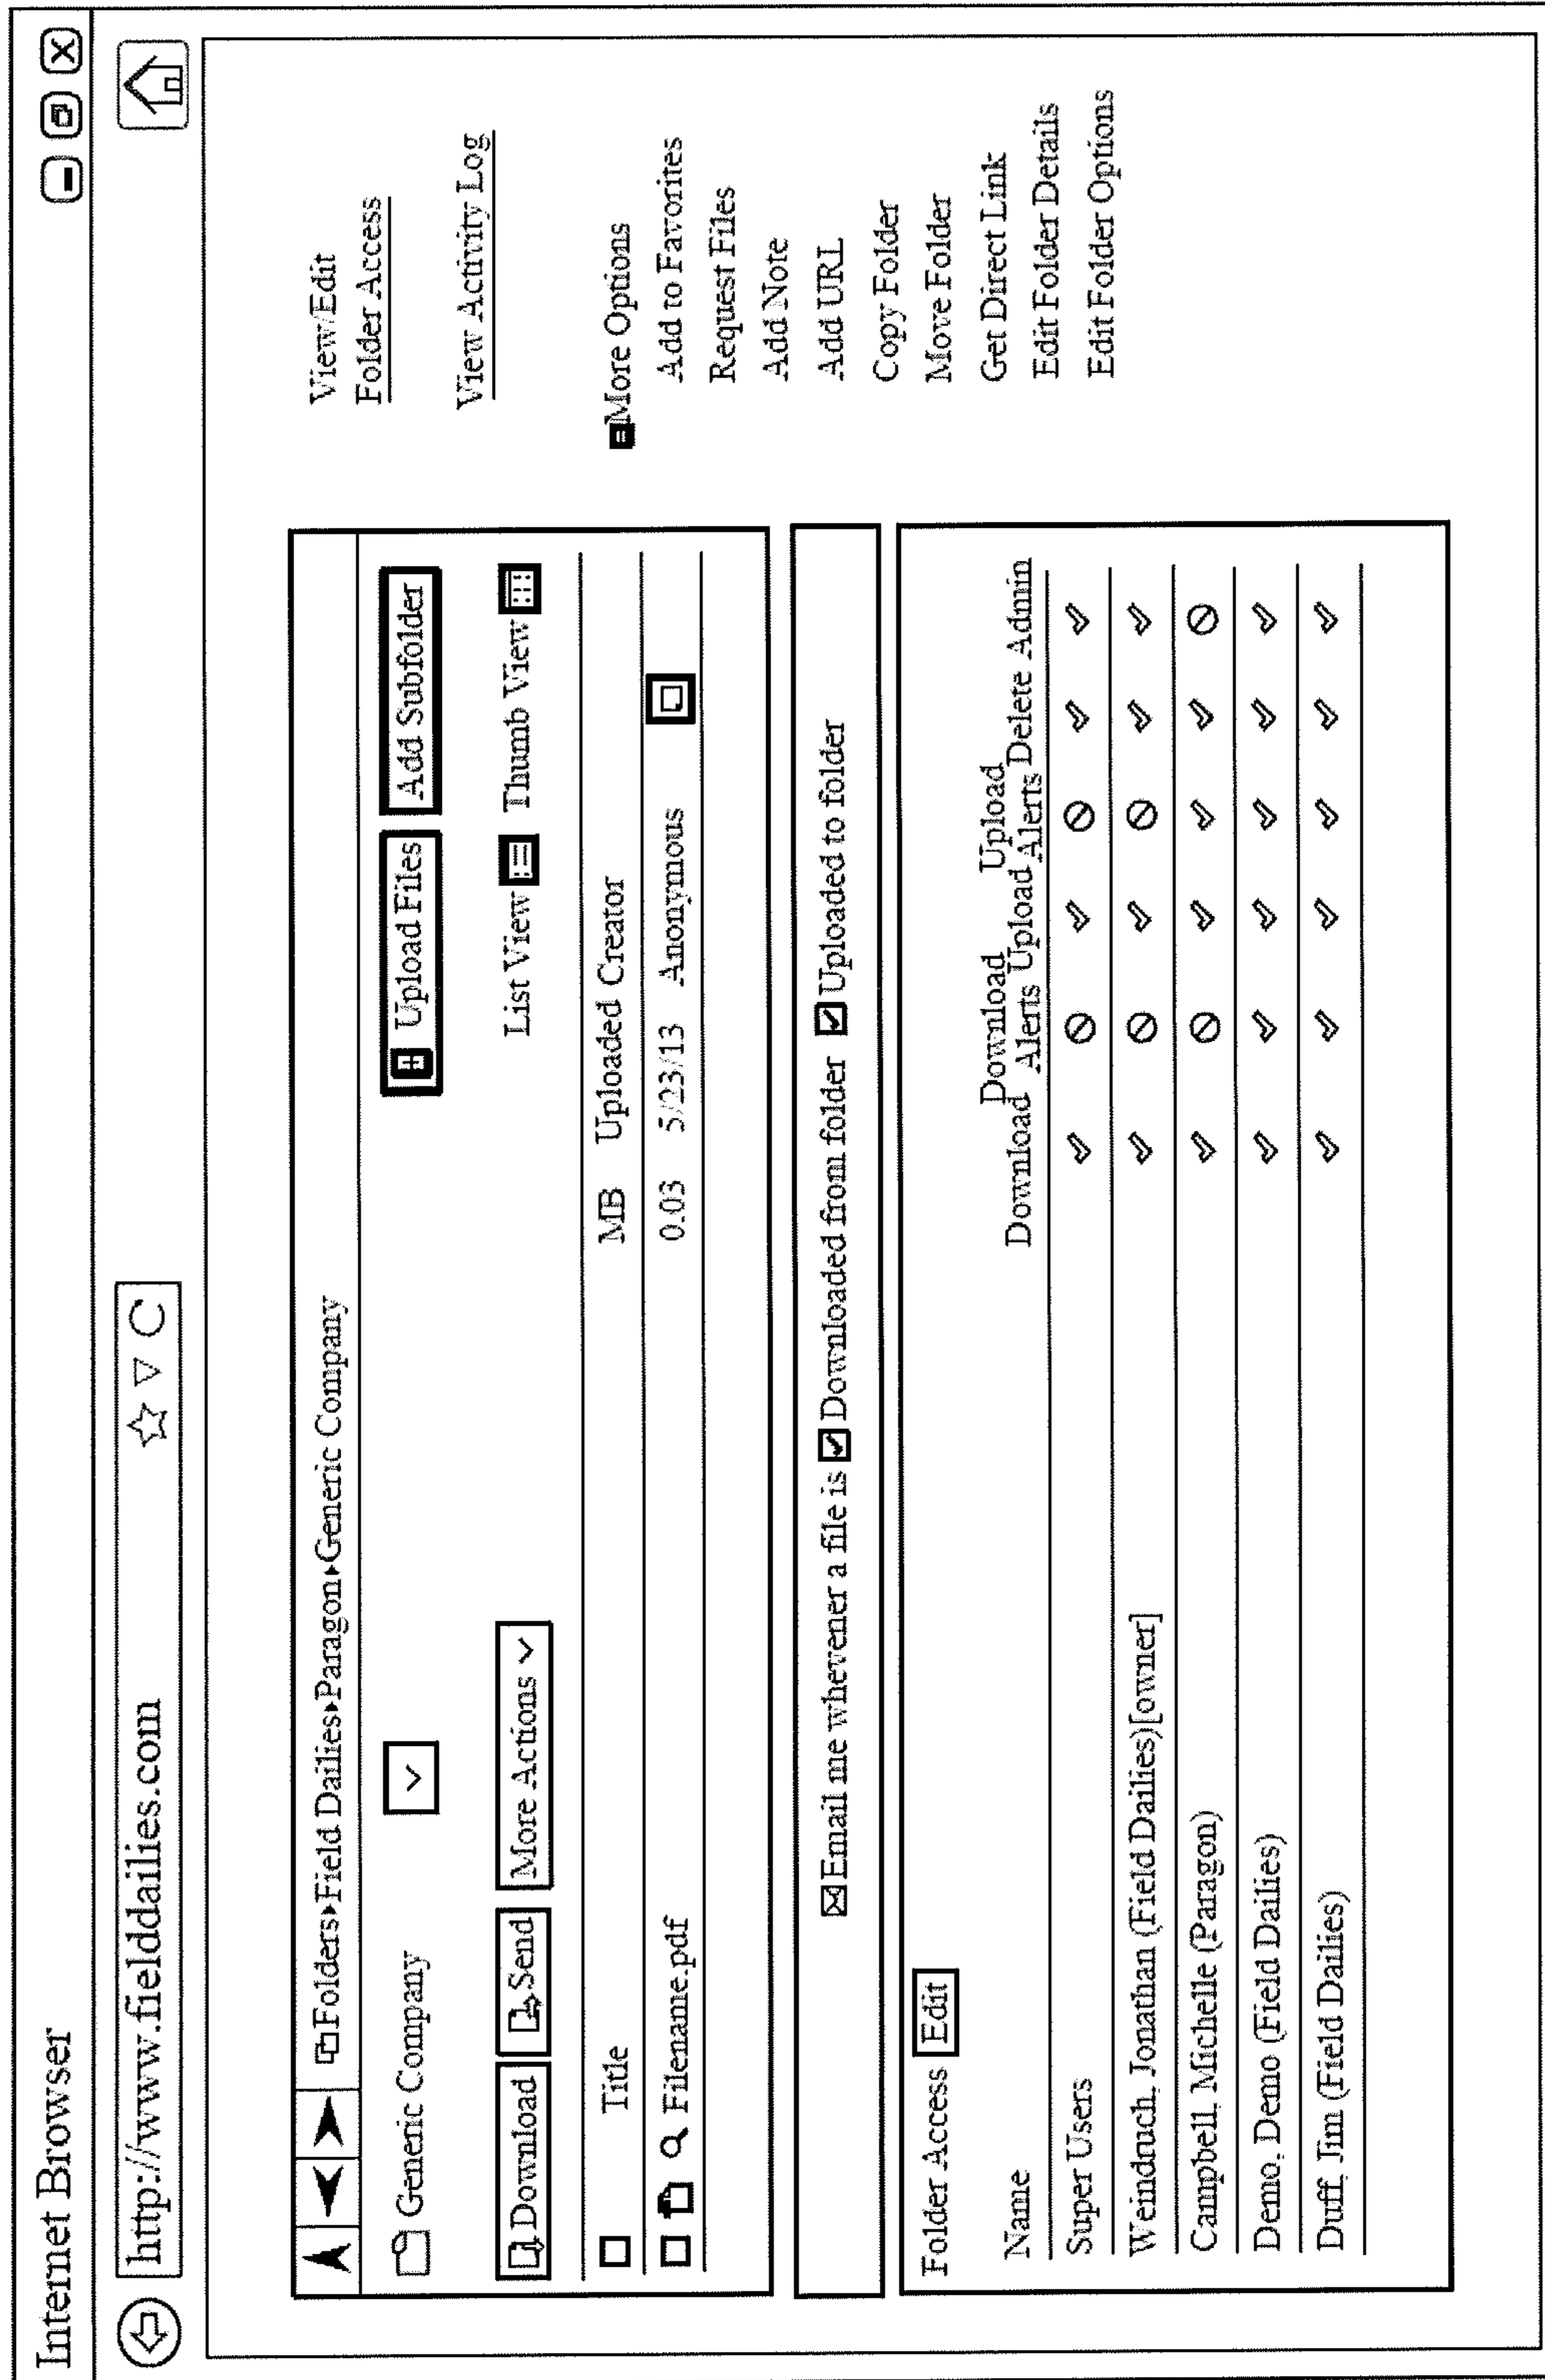 Internet Browser
http://www.fielddailies.com
Folders▸Field Dailies▸Paragon▸Generic Company
Generic Company
Upload Files
Add Subfolder
Download
Send
More Actions
List View
Thumb View
Title MB Uploaded Creator
Filename.pdf 0.03 5/23/13 Anonymous
Email me whevener a file is Downloaded from folder Uploaded to folder
Folder Access Edit
Download Upload
Name Download Alerts Upload Alerts Delete Admin
Super Users
Weindruch, Jonathan (Field Dailies)[owner]
Campbell, Michelle (Paragon)
Demo, Demo (Field Dailies)
Duff, Jim (Field Dailies)
View/Edit
Folder Access
View Activity Log
More Options
Add to Favorites
Request Files
Add Note
Add URL
Copy Folder
Move Folder
Get Direct Link
Edit Folder Details
Edit Folder Options